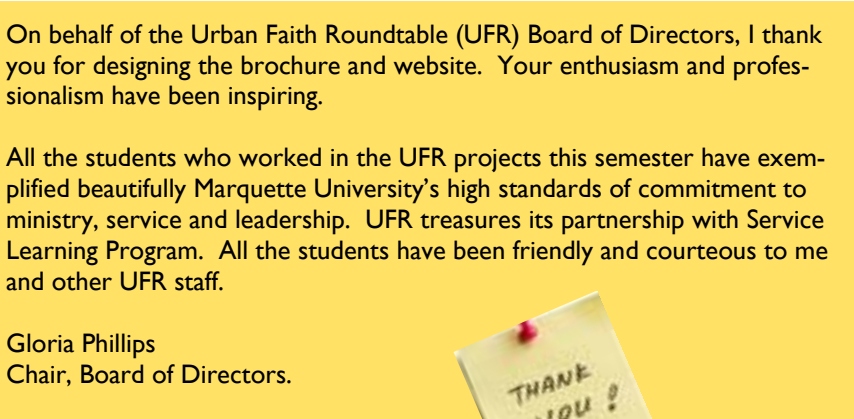 On behalf of the Urban Faith Roundtable (UFR) Board of Directors, I thank
you for designing the brochure and website.  Your enthusiasm and profes-
sionalism have been inspiring.
All the students who worked in the UFR projects this semester have exem-
plified beautifully Marquette University's high standards of commitment to
ministry, service and leadership.  UFR treasures its partnership with Service
Learning Program.  All the students have been friendly and courteous to me
and other UFR staff.
Gloria Phillips
Chair, Board of Directors.
THANK
YOU !